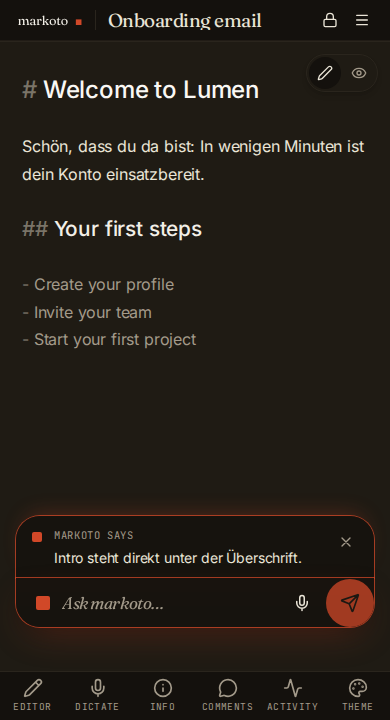 markoto
Onboarding email
# Welcome to Lumen
Schön, dass du da bist: In wenigen Minuten ist
dein Konto einsatzbereit.
## Your first steps
- Create your profile
- Invite your team
- Start your first project
MARKOTO SAYS
Intro steht direkt unter der Überschrift.
Ask markoto...
EDITOR DICTATE INFO COMMENTS ACTIVITY THEME